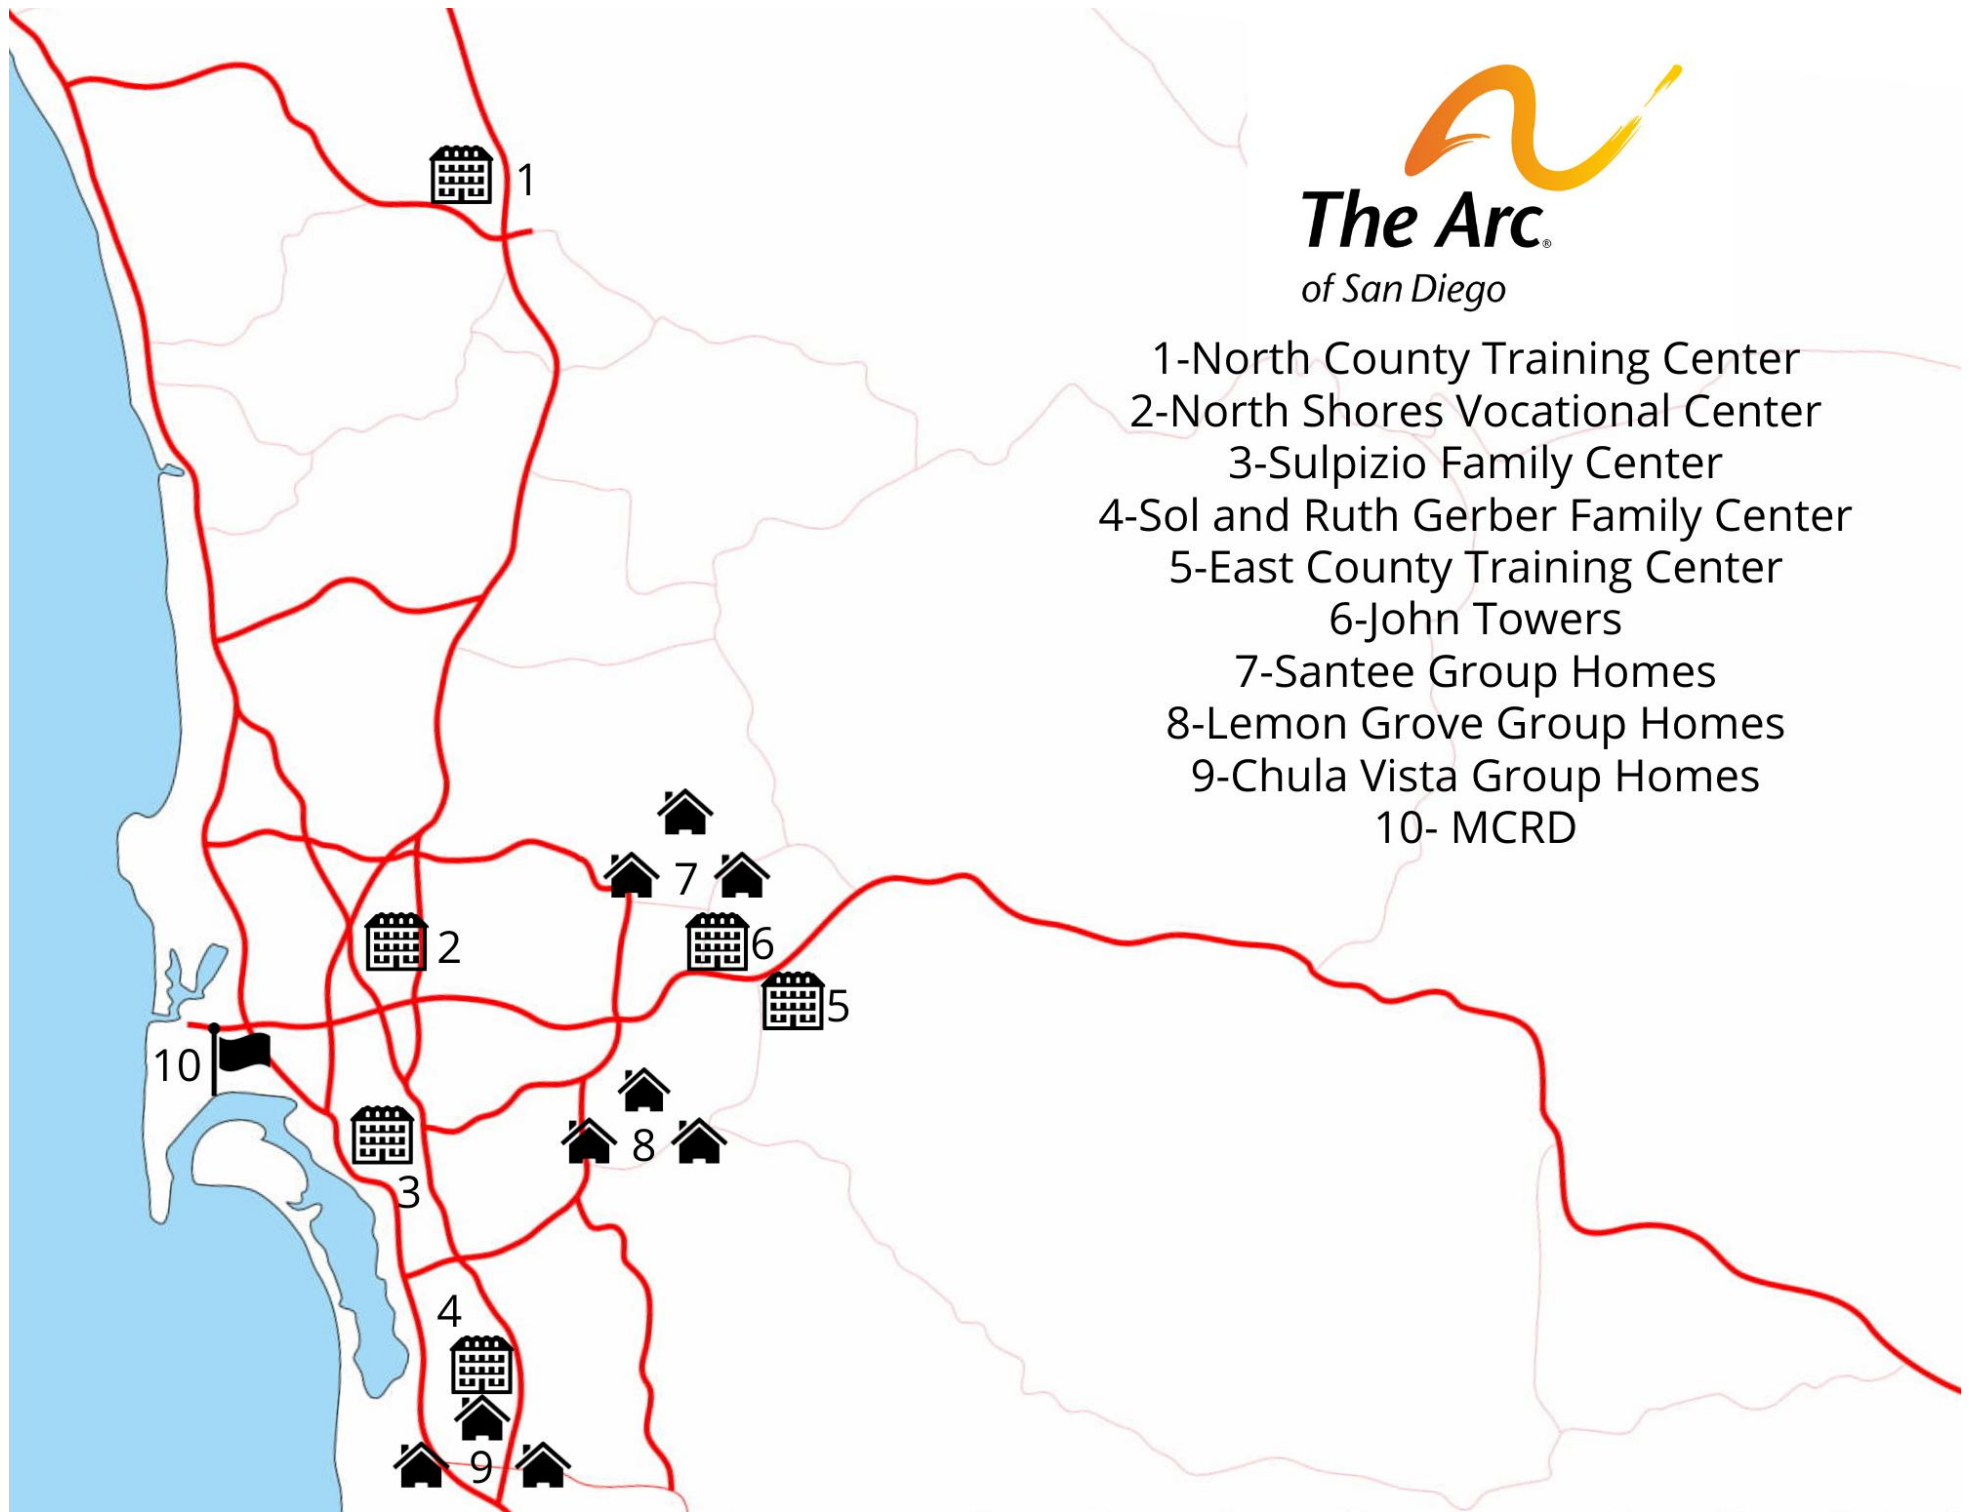 The Arc®
of San Diego
1-North County Training Center
2-North Shores Vocational Center
3-Sulpizio Family Center
4-Sol and Ruth Gerber Family Center
5-East County Training Center
6-John Towers
7-Santee Group Homes
8-Lemon Grove Group Homes
9-Chula Vista Group Homes
10- MCRD
1
7
2
6
5
10
8
3
4
9